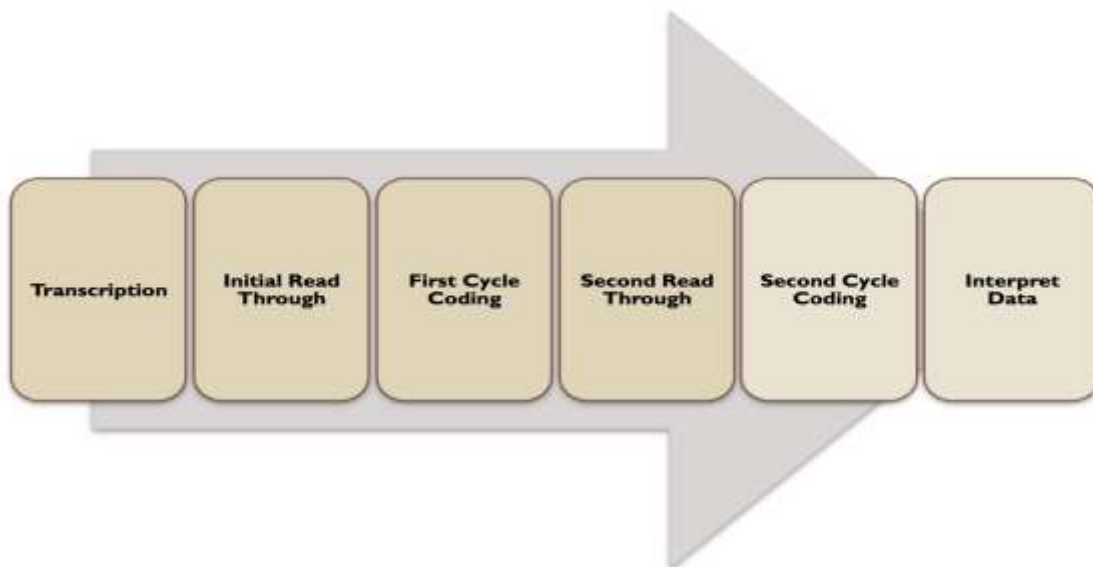 Transcription
Initial Read
Through
First Cycle
Coding
Second Read
Through
Second Cycle
Coding
Interpret
Data